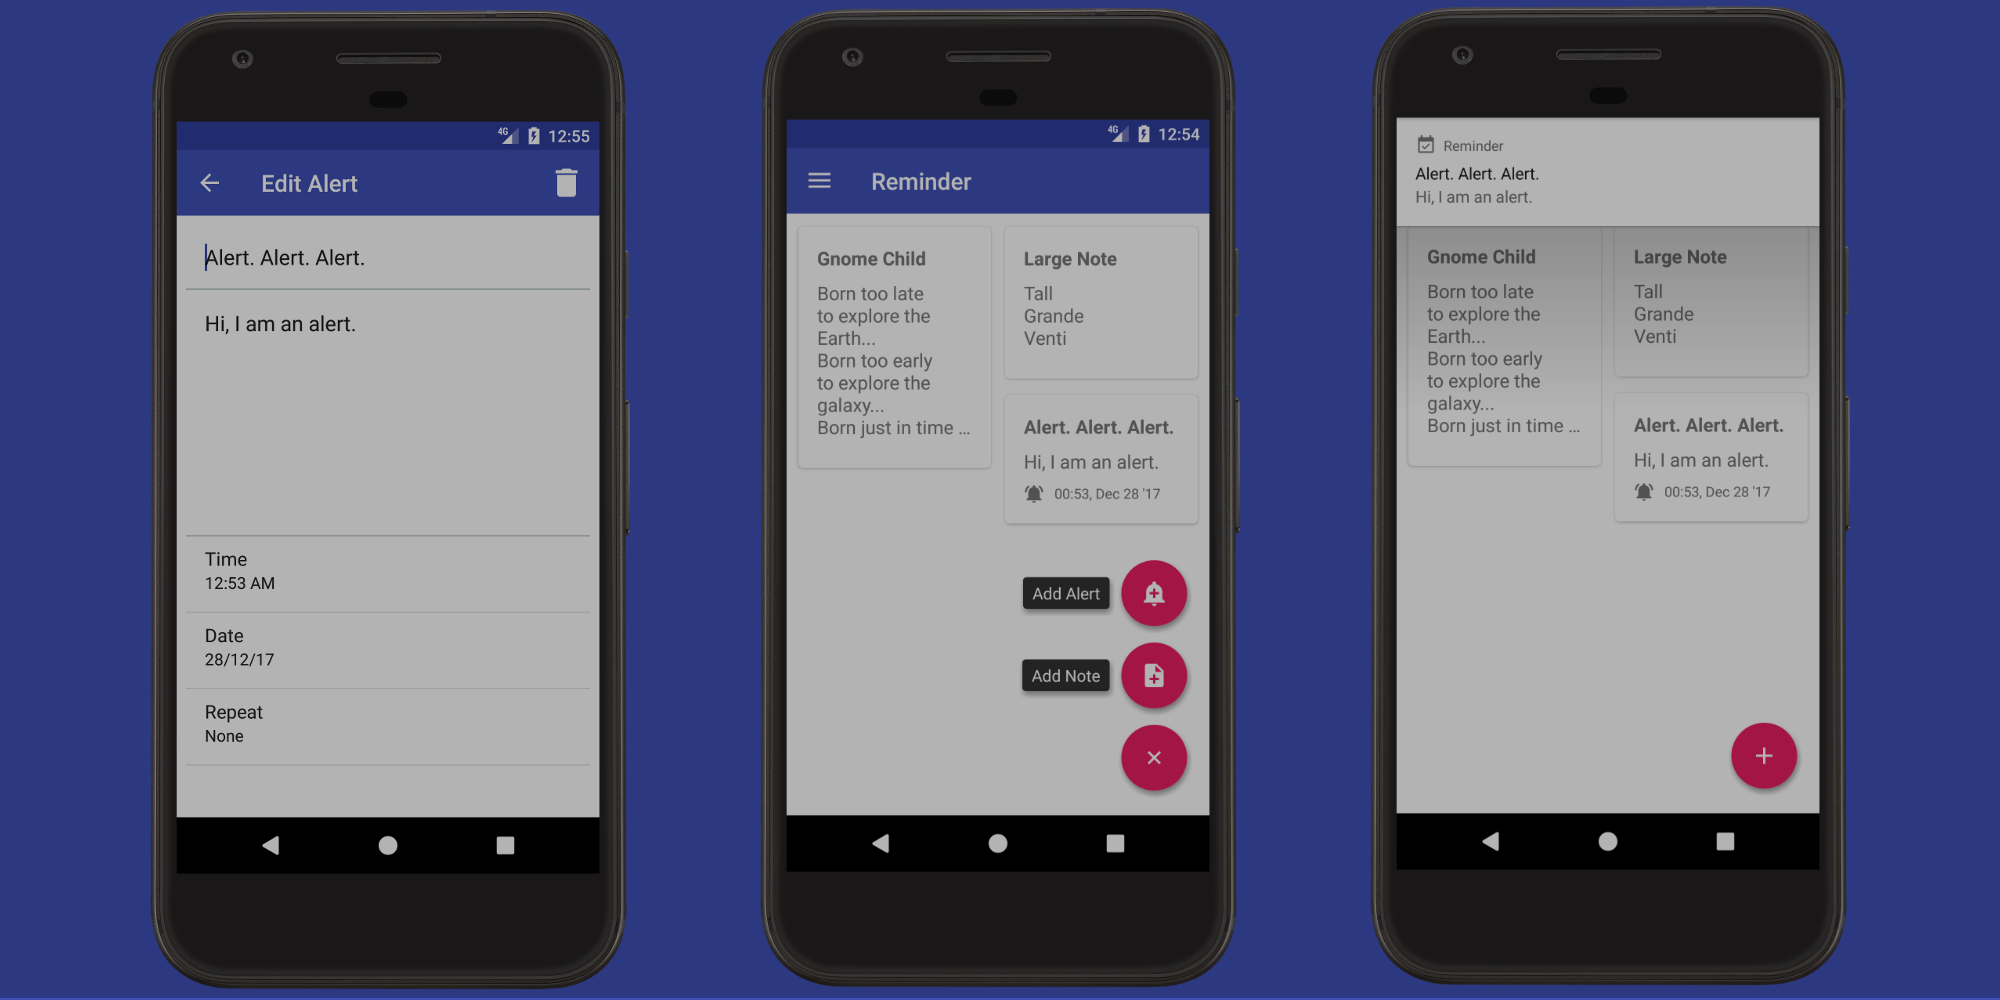 4G 12:55
Edit Alert
Alert. Alert. Alert.
Hi, I am an alert.
Time
12:53 AM
Date
28/12/17
Repeat
None
4G 12:54
Reminder
Gnome Child
Born too late
to explore the
Earth...
Born too early
to explore the
galaxy...
Born just in time ...
Large Note
Tall
Grande
Venti
Alert. Alert. Alert.
Hi, I am an alert.
00:53, Dec 28 '17
Add Alert
Add Note
Reminder
Alert. Alert. Alert.
Hi, I am an alert.
Gnome Child
Born too late
to explore the
Earth...
Born too early
to explore the
galaxy...
Born just in time ...
Large Note
Tall
Grande
Venti
Alert. Alert. Alert.
Hi, I am an alert.
00:53, Dec 28 '17